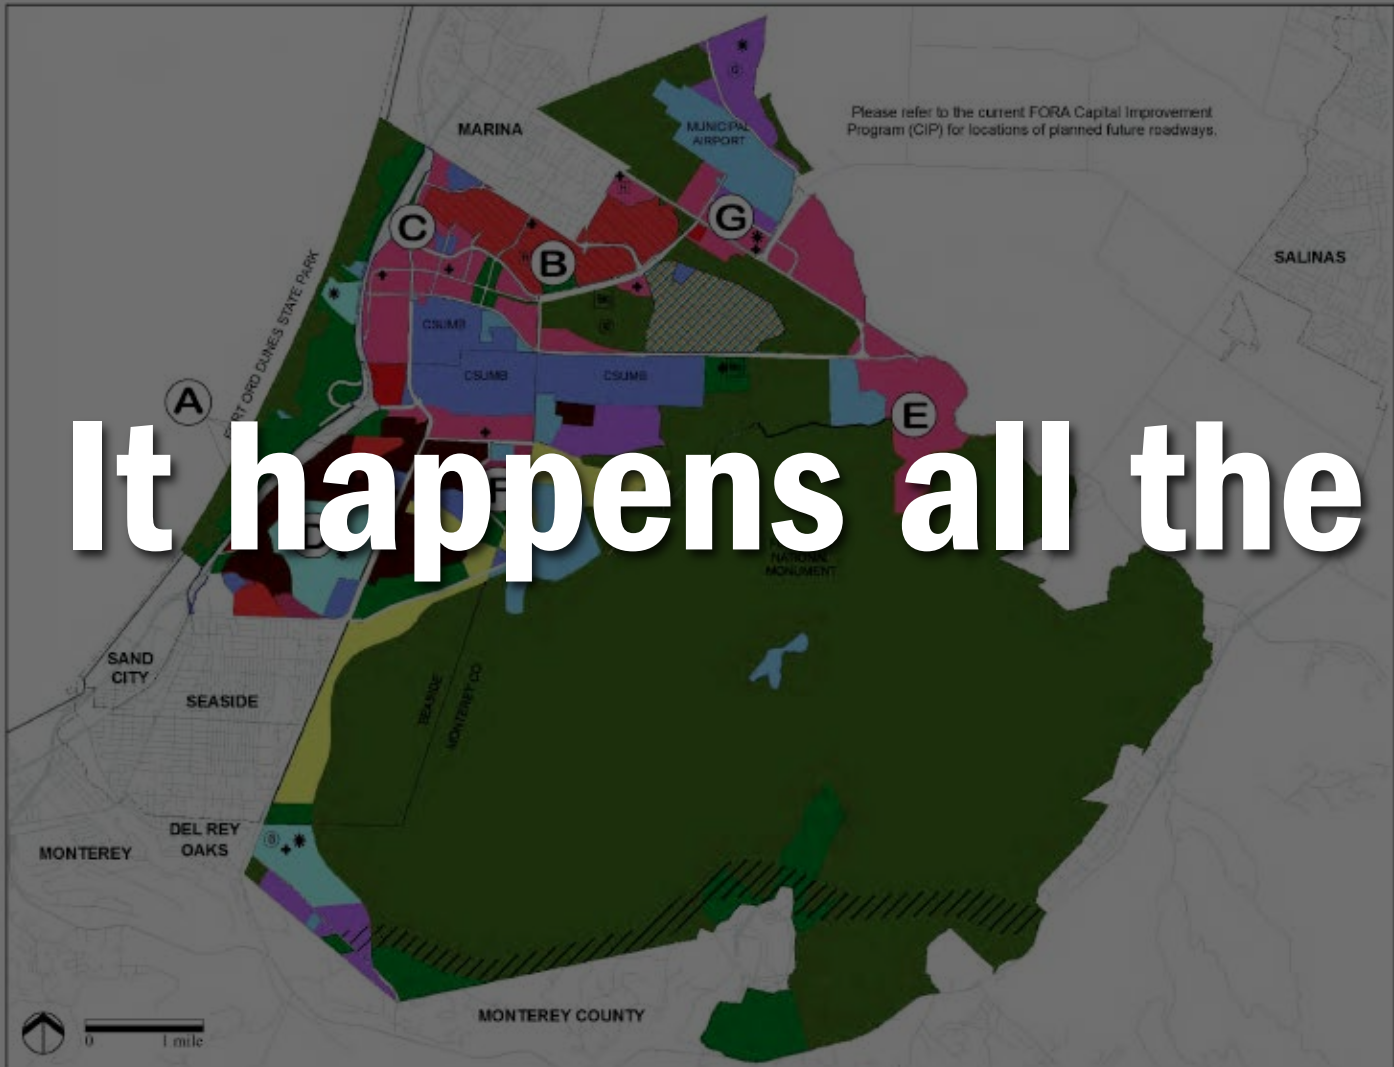 MARINA
MUNICIPAL
AIRPORT
Please refer to the current FORA Capital Improvement
Program (CIP) for locations of planned future roadways.
SALINAS
C
G
B
CSUMB
CSUMB
CSUMB
ORD DUNES STATE PARK
A
E
It happens all the
F
D
MONUMENT
SAND
CITY
SEASIDE
SEASIDE
MONTEREY CO
DEL REY
OAKS
MONTEREY
MONTEREY COUNTY
0 1 mile